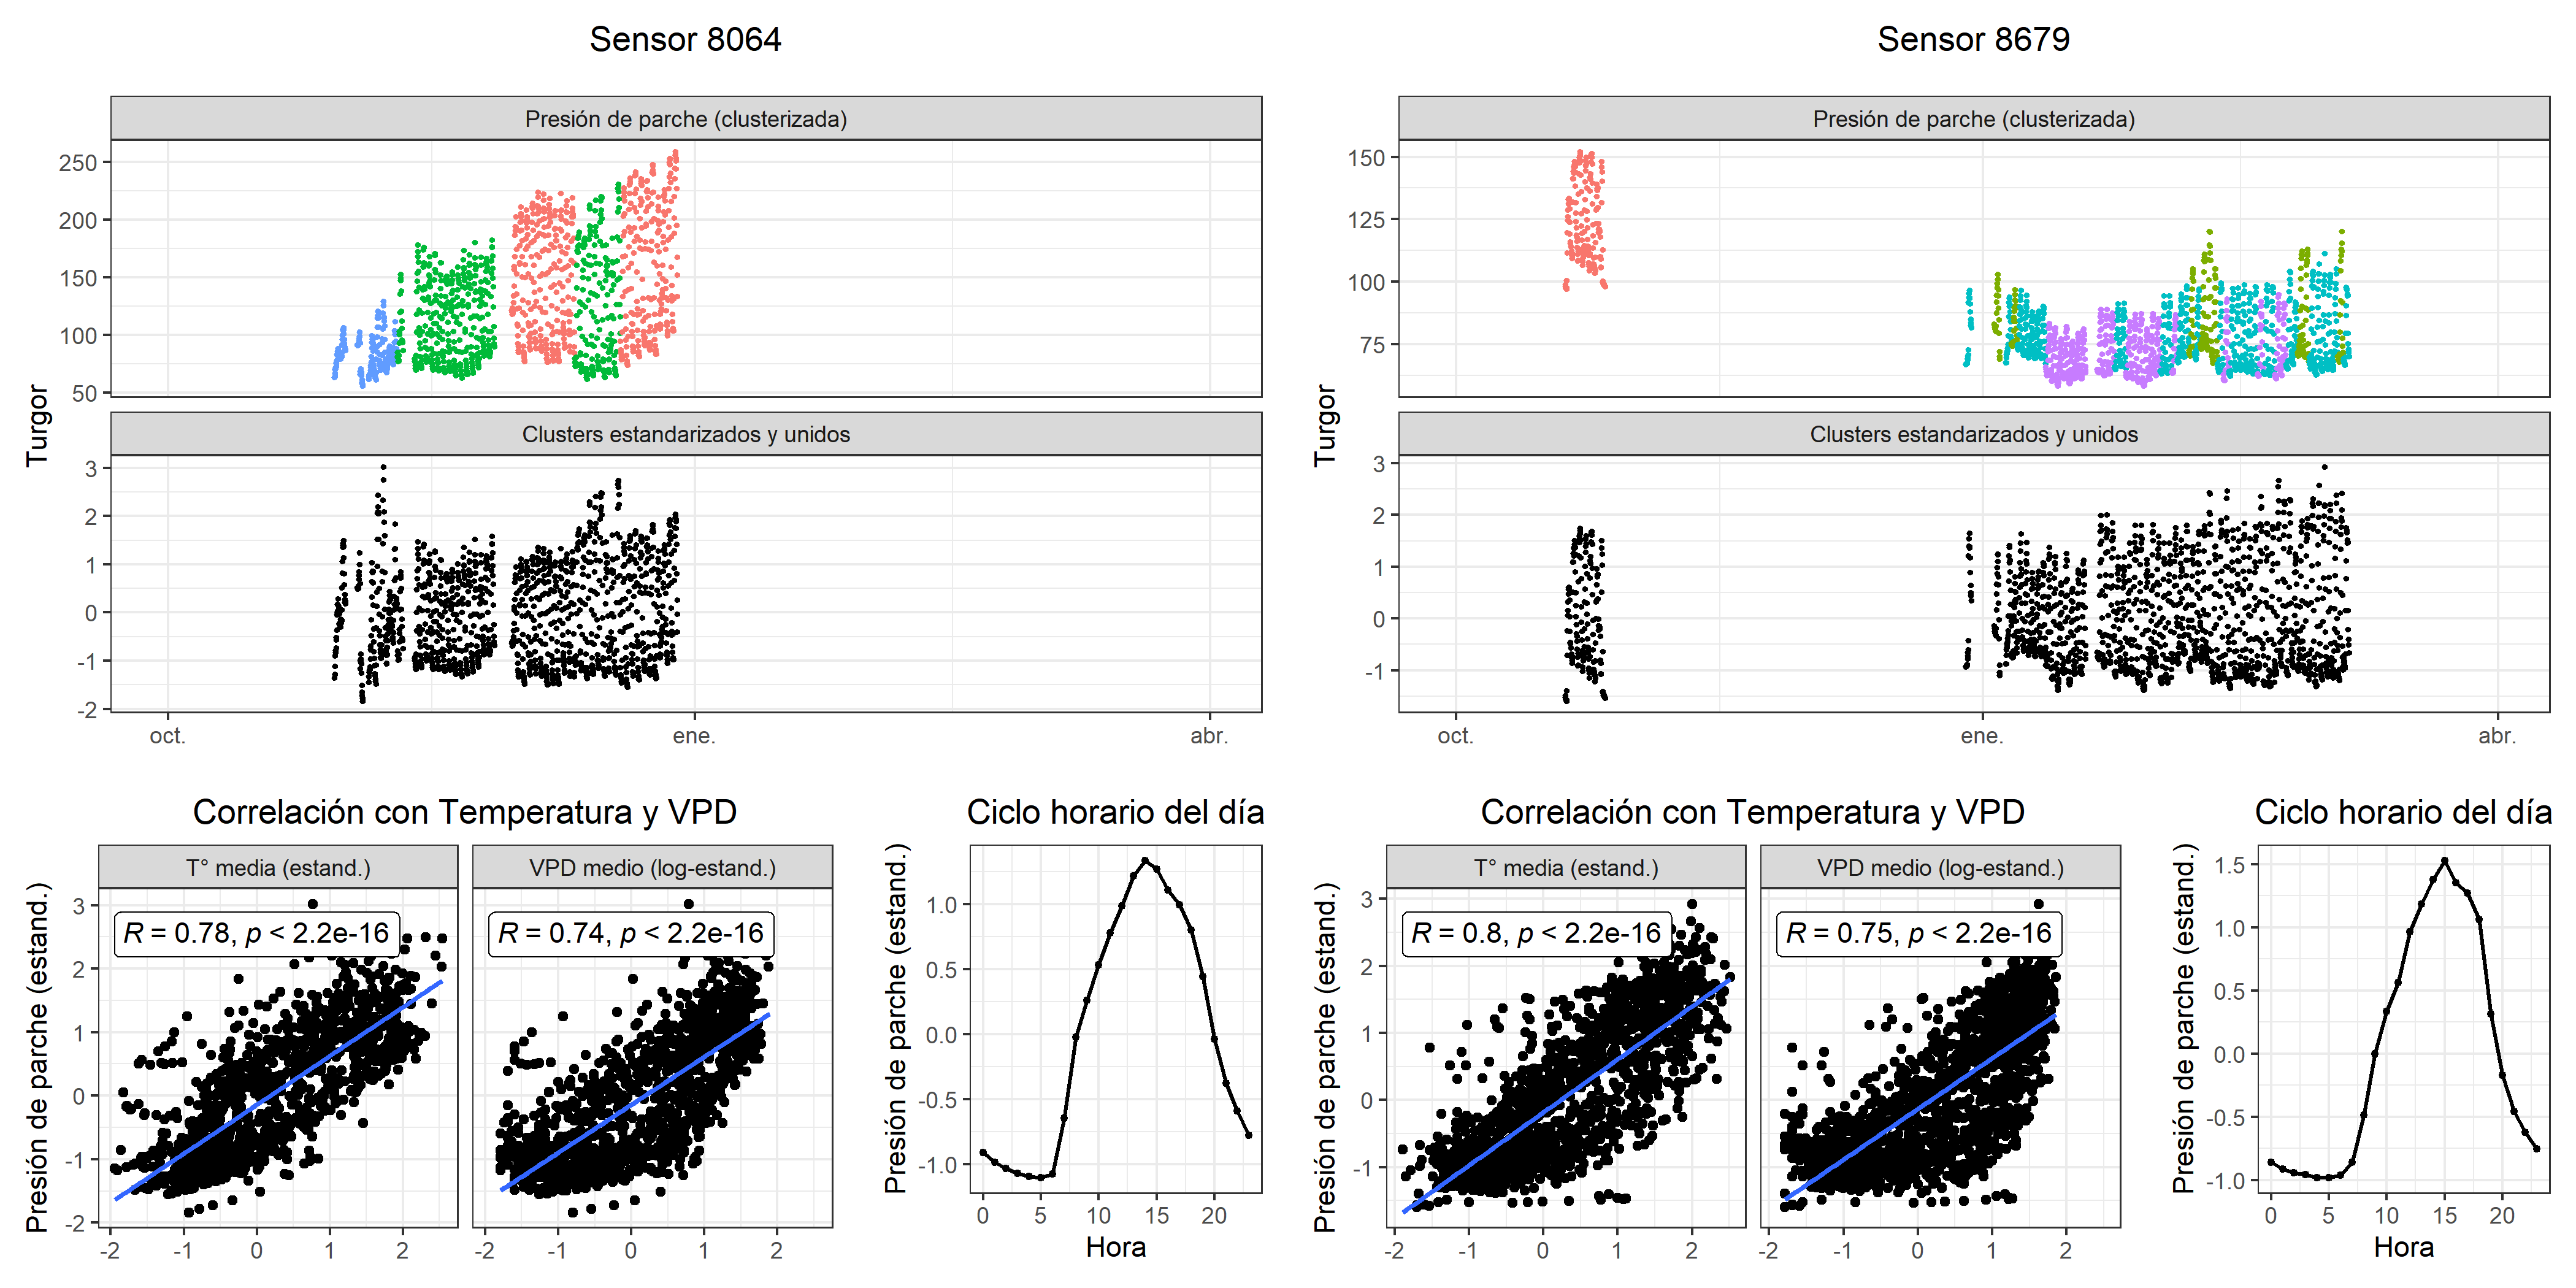 Sensor 8064
Presión de parche (clusterizada)
250
200
150
100
50
Turgor
Clusters estandarizados y unidos
3
2
1
0
-1
-2
oct.
ene.
abr.
Correlación con Temperatura y VPD
T° media (estand.)
VPD medio (log-estand.)
R = 0.78, p < 2.2e-16
R = 0.74, p < 2.2e-16
Presión de parche (estand.)
3
2
1
0
-1
-2
-2 -1 0 1 2
-2 -1 0 1 2
Ciclo horario del día
Presión de parche (estand.)
1.0
0.5
0.0
-0.5
-1.0
0 5 10 15 20
Hora
Sensor 8679
Presión de parche (clusterizada)
150
125
100
75
Turgor
Clusters estandarizados y unidos
3
2
1
0
-1
oct.
ene.
abr.
Correlación con Temperatura y VPD
T° media (estand.)
VPD medio (log-estand.)
R = 0.8, p < 2.2e-16
R = 0.75, p < 2.2e-16
Presión de parche (estand.)
3
2
1
0
-1
-2 -1 0 1 2
-2 -1 0 1 2
Ciclo horario del día
Presión de parche (estand.)
1.5
1.0
0.5
0.0
-0.5
-1.0
0 5 10 15 20
Hora